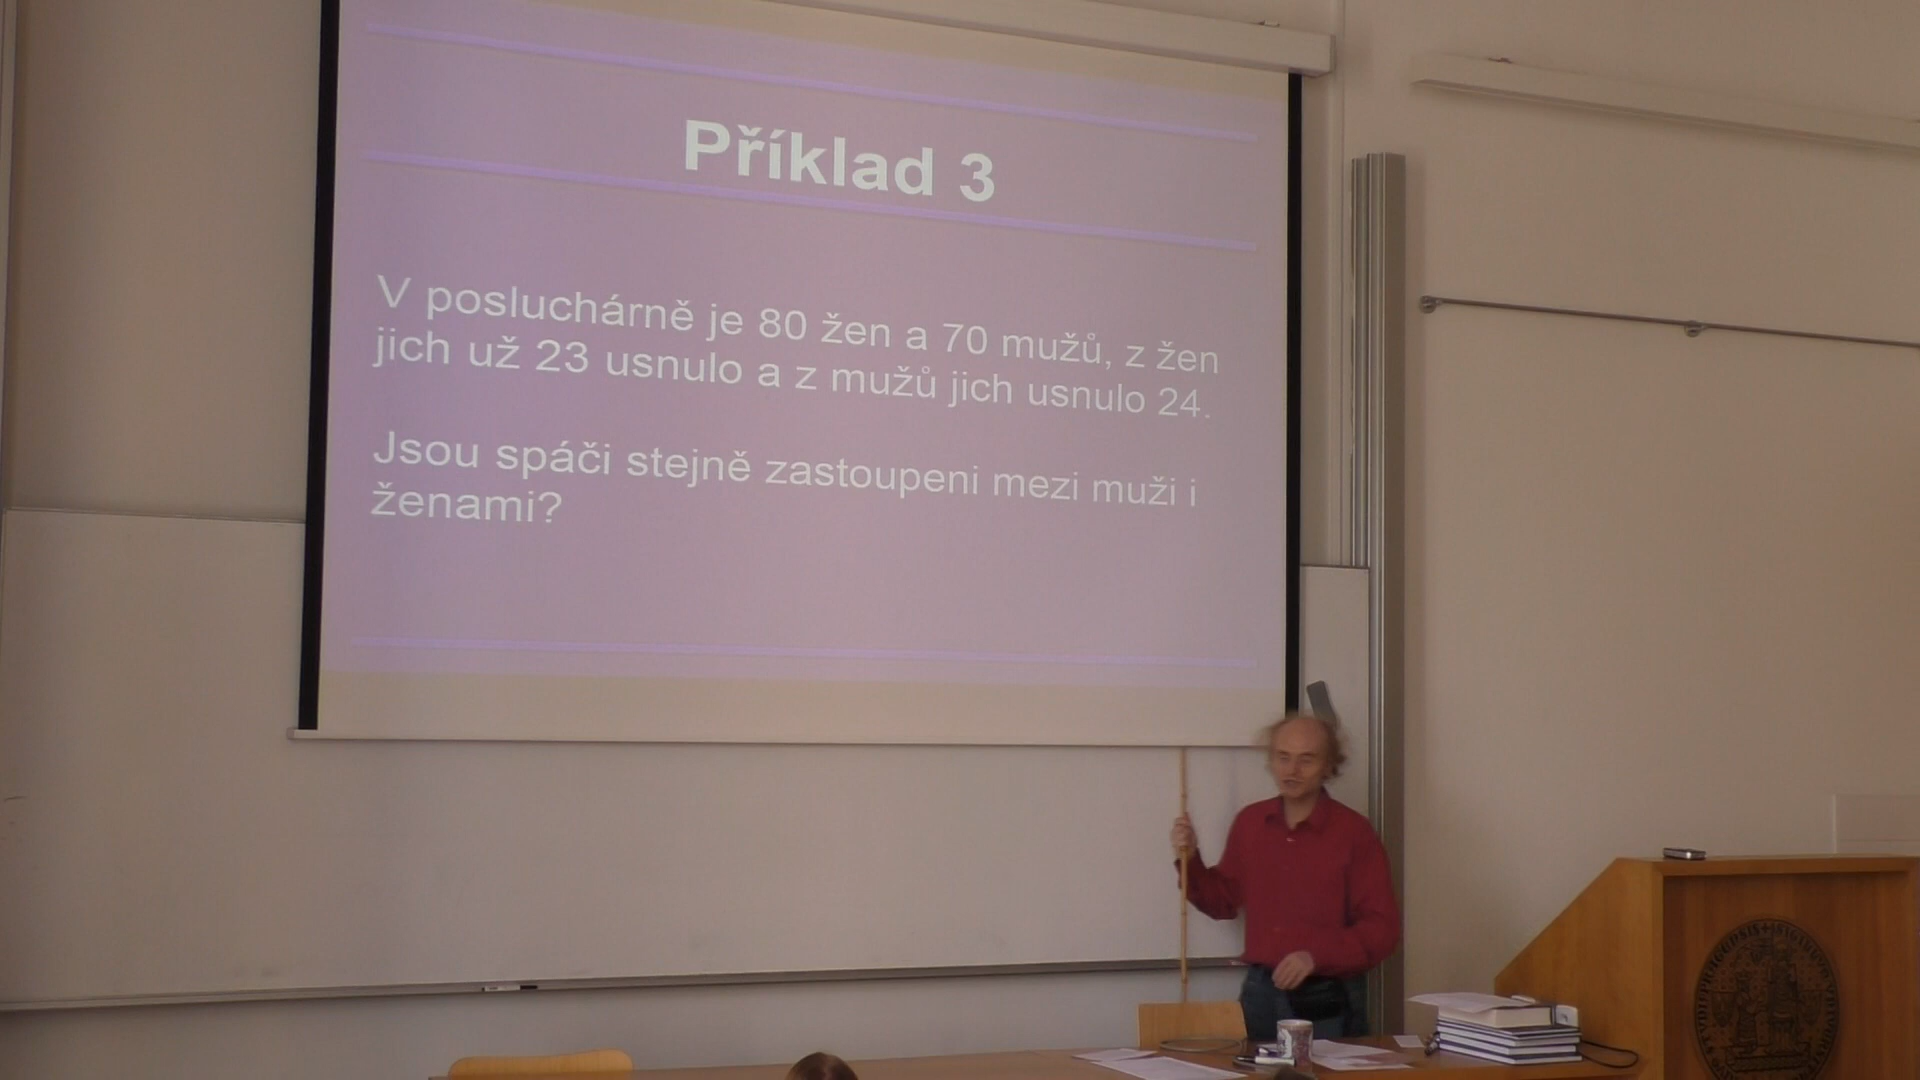 Příklad 3
V posluchárně je 80 žen a 70 mužů, z žen
jich už 23 usnulo a z mužů jich usnulo 24.
Jsou spáči stejně zastoupeni mezi muži i
ženami?